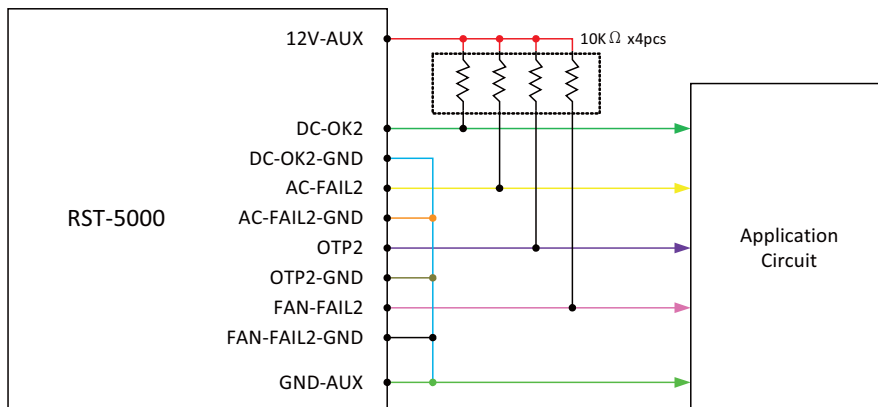 12V-AUX
10KΩ x4pcs
DC-OK2
DC-OK2-GND
AC-FAIL2
RST-5000
AC-FAIL2-GND
OTP2
Application
Circuit
OTP2-GND
FAN-FAIL2
FAN-FAIL2-GND
GND-AUX